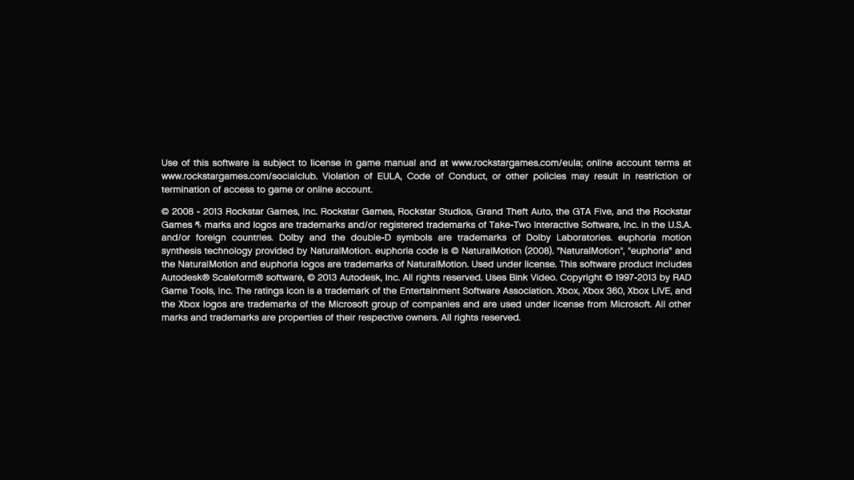 Use of this software is subject to license in game manual and at www.rockstargames.com/eula; online account terms at
www.rockstargames.com/socialclub. Violation of EULA, Code of Conduct, or other policies may result in restriction or
termination of access to game or online account.
© 2008 - 2013 Rockstar Games, Inc. Rockstar Games, Rockstar Studios, Grand Theft Auto, the GTA Five, and the Rockstar
Games R* marks and logos are trademarks and/or registered trademarks of Take-Two Interactive Software, Inc. in the U.S.A.
and/or foreign countries. Dolby and the double-D symbols are trademarks of Dolby Laboratories. euphoria motion
synthesis technology provided by NaturalMotion. euphoria code is © NaturalMotion (2008). "NaturalMotion", "euphoria" and
the NaturalMotion and euphoria logos are trademarks of NaturalMotion. Used under license. This software product includes
Autodesk® Scaleform® software, © 2013 Autodesk, Inc. All rights reserved. Uses Bink Video. Copyright © 1997-2013 by RAD
Game Tools, Inc. The ratings icon is a trademark of the Entertainment Software Association. Xbox, Xbox 360, Xbox LIVE, and
the Xbox logos are trademarks of the Microsoft group of companies and are used under license from Microsoft. All other
marks and trademarks are properties of their respective owners. All rights reserved.